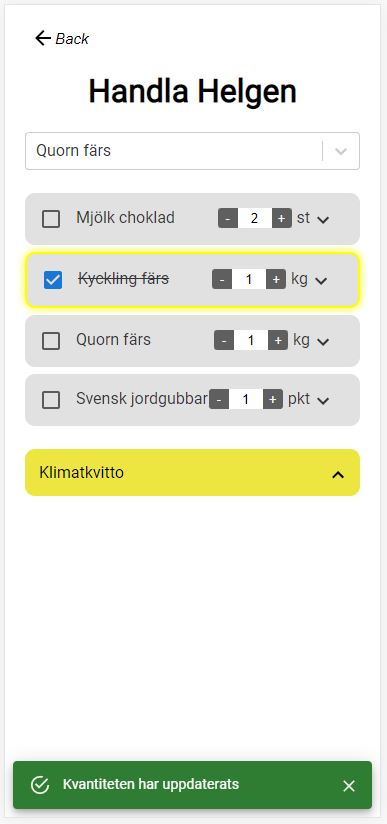 Back
Handla Helgen
Quorn färs
Mjölk choklad - 2 + st
Kyckling färs - 1 + kg
Quorn färs - 1 + kg
Svensk jordgubbar - 1 + pkt
Klimatkvitto
Kvantiteten har uppdaterats